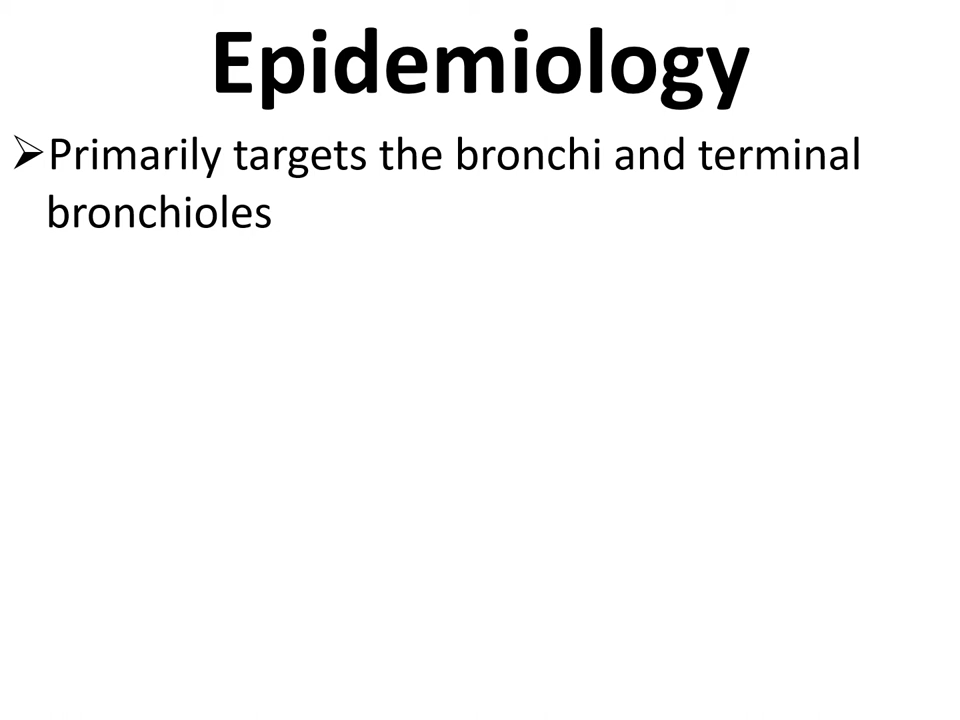 Epidemiology
➢Primarily targets the bronchi and terminal
bronchioles